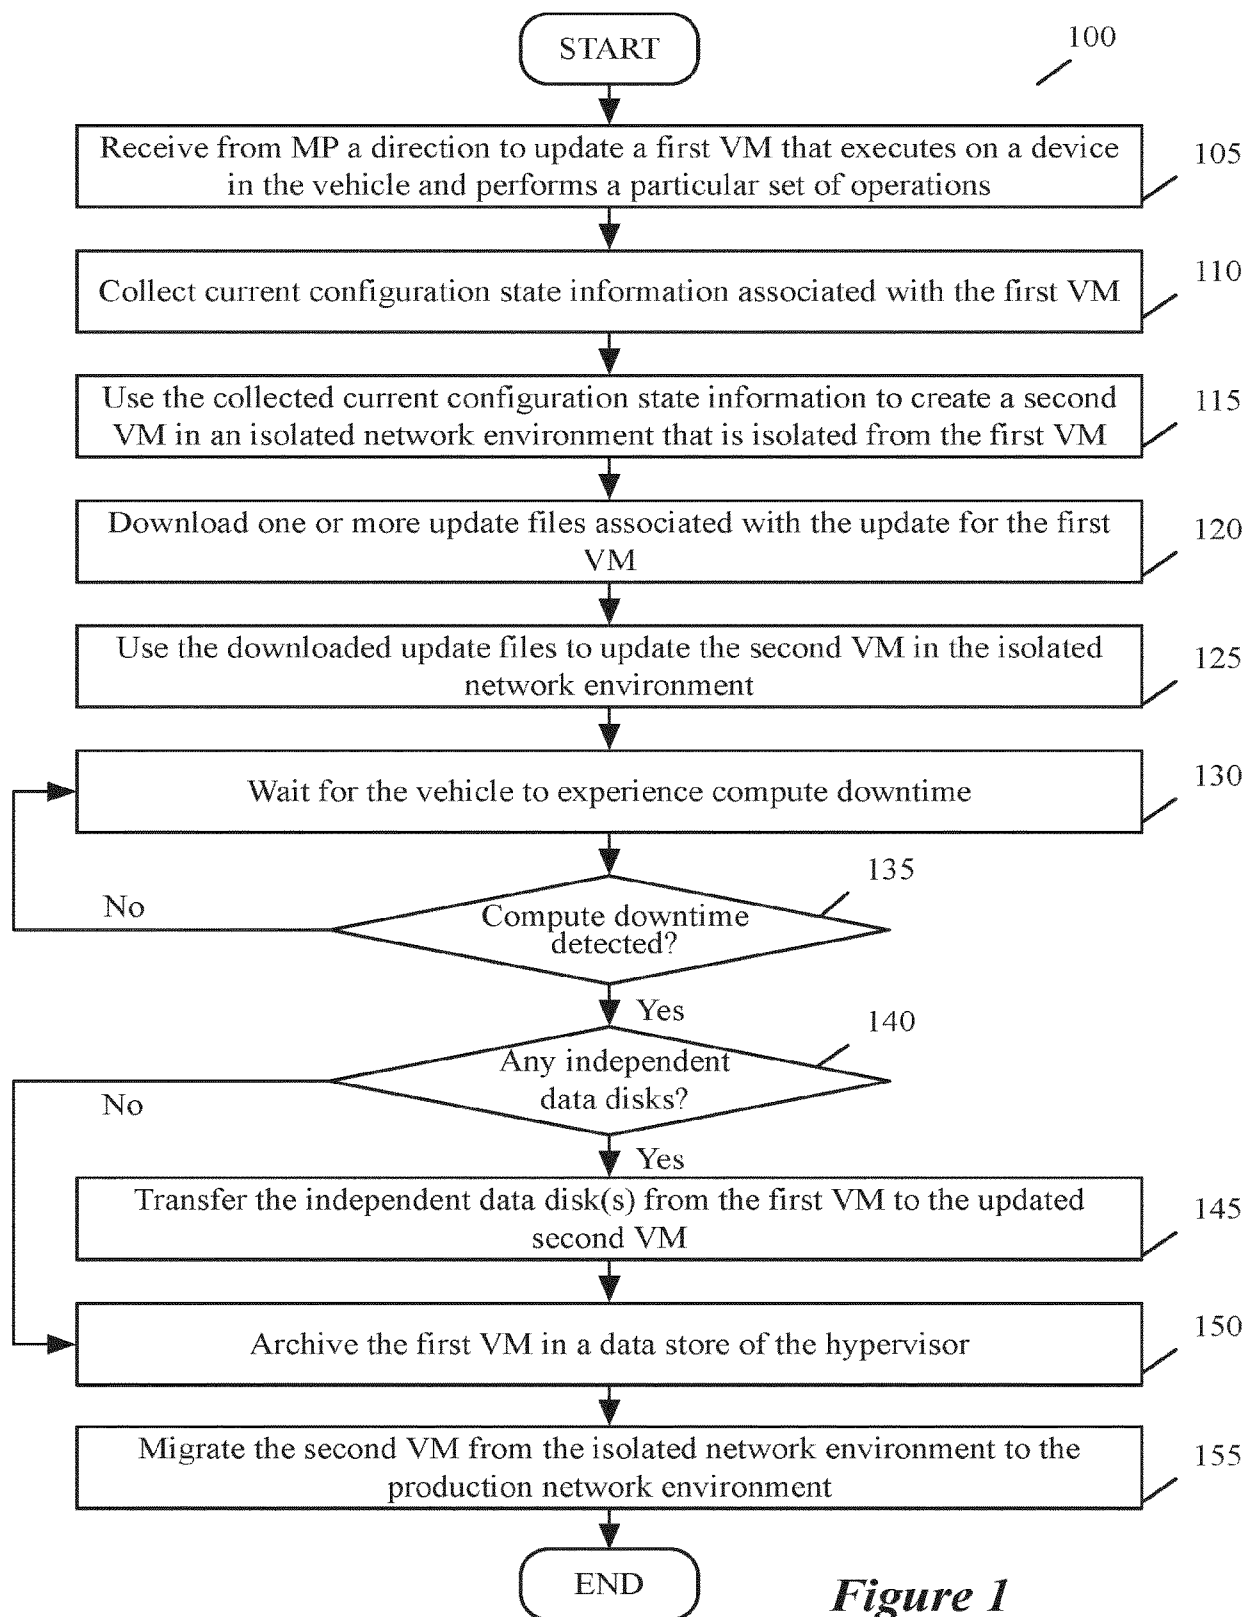 START
100
Receive from MP a direction to update a first VM that executes on a device
in the vehicle and performs a particular set of operations
105
Collect current configuration state information associated with the first VM
110
Use the collected current configuration state information to create a second
VM in an isolated network environment that is isolated from the first VM
115
Download one or more update files associated with the update for the first
VM
120
Use the downloaded update files to update the second VM in the isolated
network environment
125
Wait for the vehicle to experience compute downtime
130
135
Compute downtime
detected?
No
Yes
140
Any independent
data disks?
No
Yes
Transfer the independent data disk(s) from the first VM to the updated
second VM
145
Archive the first VM in a data store of the hypervisor
150
Migrate the second VM from the isolated network environment to the
production network environment
155
END
Figure 1